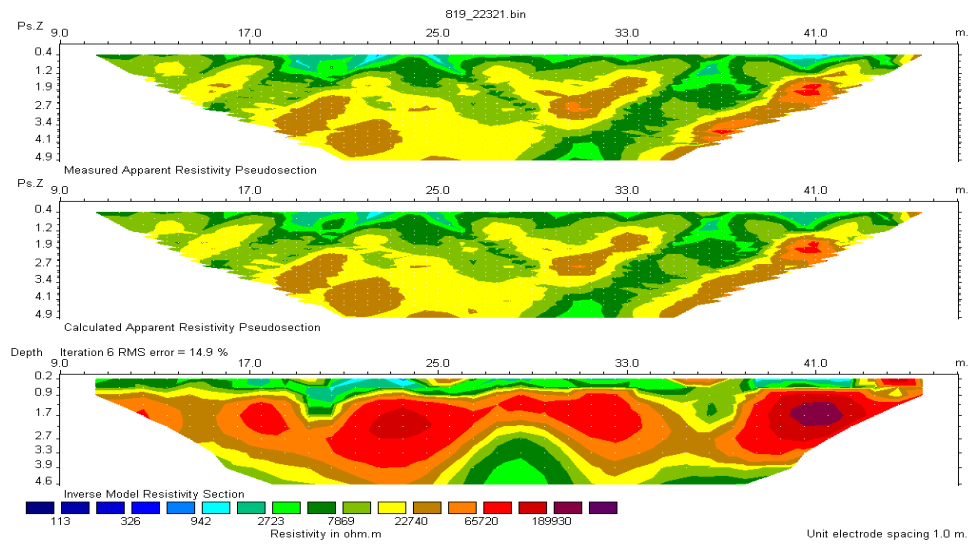 819_22321.bin
Ps.Z 9.0 17.0 25.0 33.0 41.0 m.
0.4
1.2
1.9
2.7
3.4
4.1
4.9
Measured Apparent Resistivity Pseudosection
Ps.Z 9.0 17.0 25.0 33.0 41.0 m.
0.4
1.2
1.9
2.7
3.4
4.1
4.9
Calculated Apparent Resistivity Pseudosection
Depth Iteration 6 RMS error = 14.9 %
9.0 17.0 25.0 33.0 41.0 m.
0.2
0.9
1.7
2.7
3.3
3.9
4.6
Inverse Model Resistivity Section
113 326 942 2723 7869 22740 65720 189930
Resistivity in ohm.m
Unit electrode spacing 1.0 m.